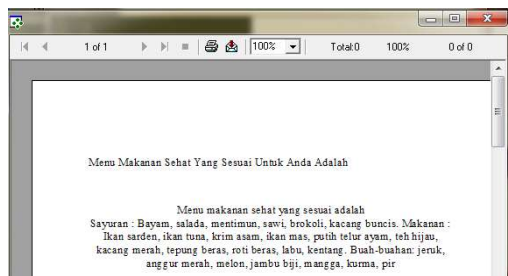 1 of 1 100% Total:0 100% 0 of 0
Menu Makanan Sehat Yang Sesuai Untuk Anda Adalah
Menu makanan sehat yang sesuai adalah
Sayuran : Bayam, salada, mentimun, sawi, brokoli, kacang buncis. Makanan :
Ikan sarden, ikan tuna, krim asam, ikan mas, putih telur ayam, teh hijau,
kacang merah, tepung beras, roti beras, labu, kentang. Buah-buahan: jeruk,
anggur merah, melon, jambu biji, mangga, kurma, pir